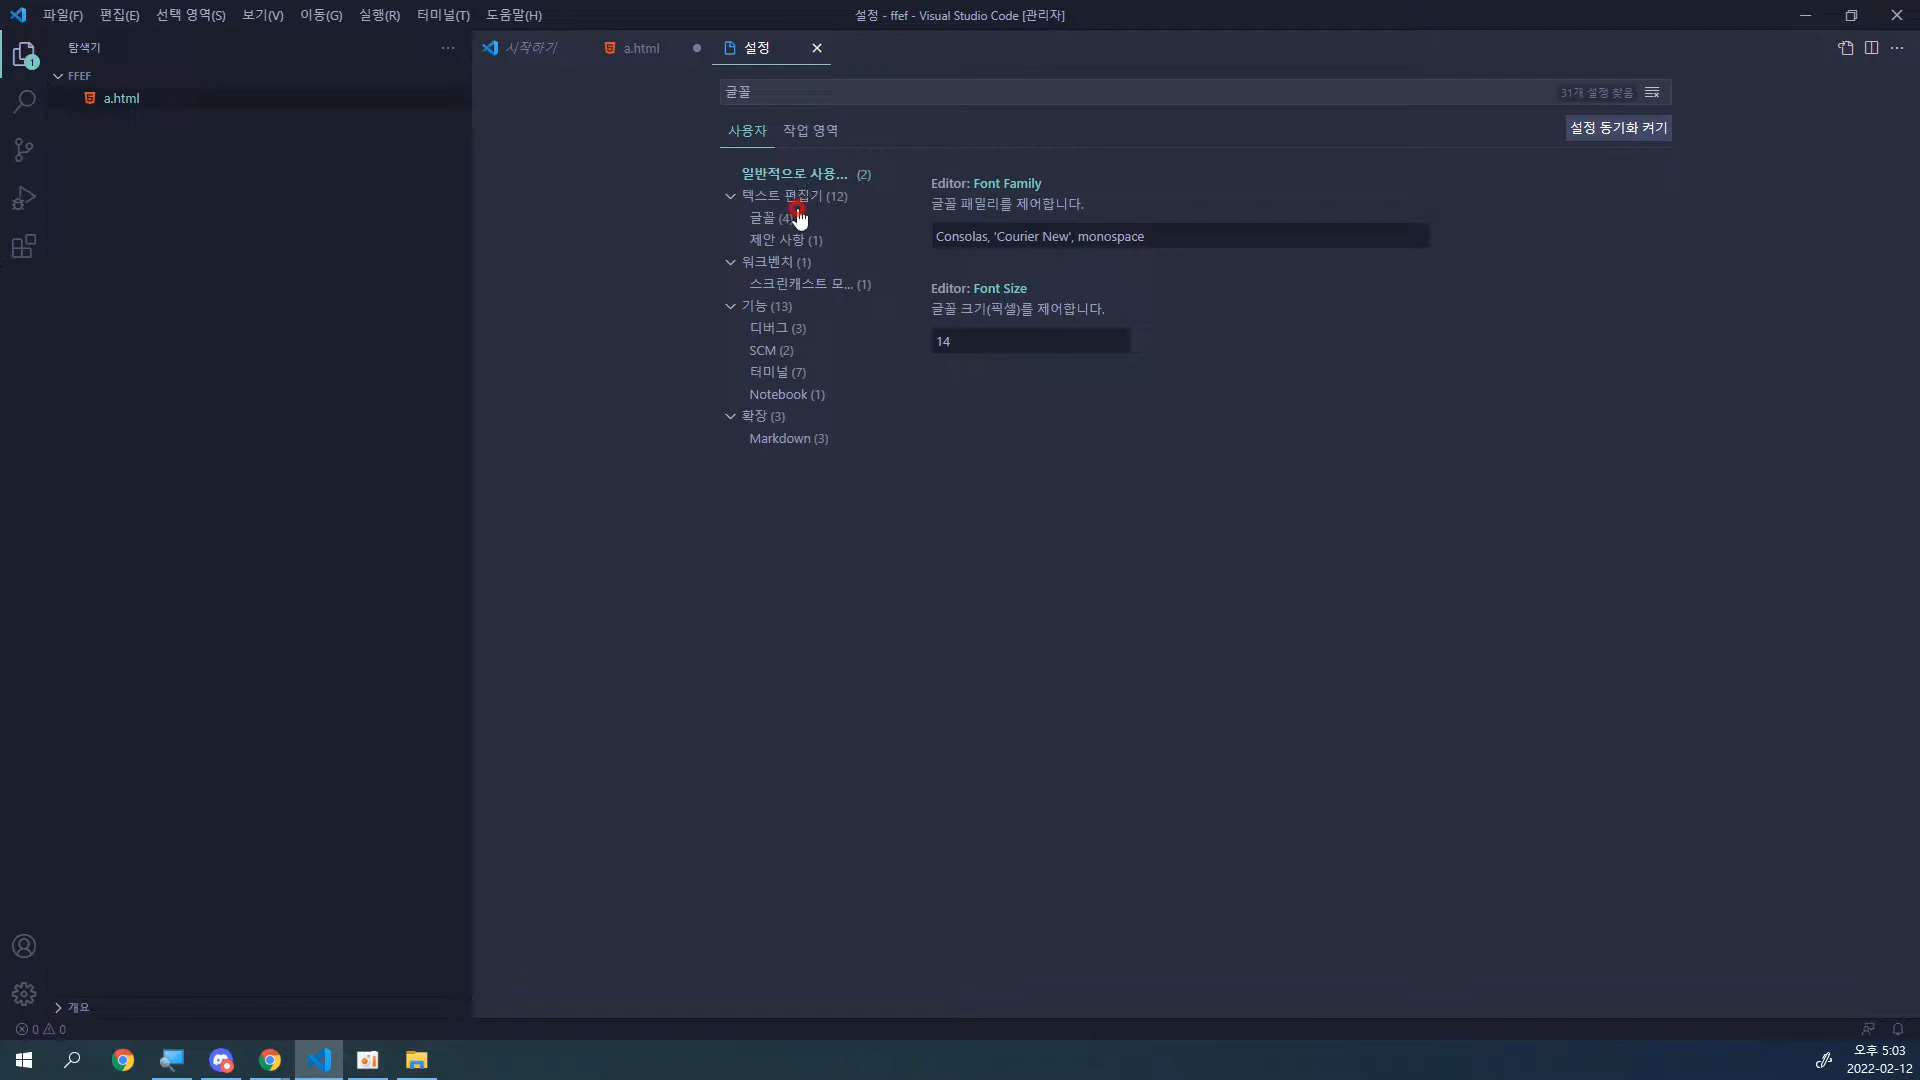 파일(F) 편집(E) 선택 영역(S) 보기(V) 이동(G) 실행(R) 터미널(T) 도움말(H)
설정 - ffef - Visual Studio Code [관리자]
탐색기
시작하기
a.html
설정
1
FFEF
a.html
글꼴
31개 설정 찾음
사용자 작업 영역
설정 동기화 켜기
일반적으로 사용... (2)
텍스트 편집기 (12)
글꼴 (4)
제안 사항 (1)
워크벤치 (1)
스크린캐스트 모... (1)
기능 (13)
디버그 (3)
SCM (2)
터미널 (7)
Notebook (1)
확장 (3)
Markdown (3)
Editor: Font Family
글꼴 패밀리를 제어합니다.
Consolas, 'Courier New', monospace
Editor: Font Size
글꼴 크기(픽셀)를 제어합니다.
14
개요
0 0
오후 5:03
2022-02-12